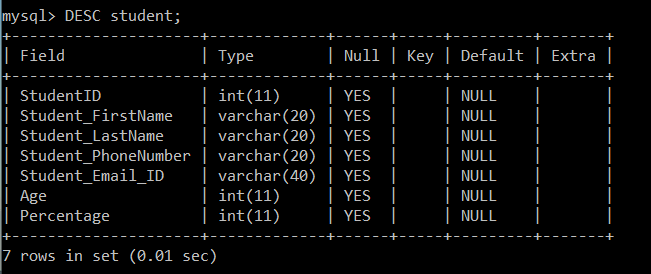 mysql> DESC student;
+---------------------+-------------+------+-----+---------+-------+
| Field               | Type        | Null | Key | Default | Extra |
+---------------------+-------------+------+-----+---------+-------+
| StudentID           | int(11)     | YES  |     | NULL    |       |
| Student_FirstName   | varchar(20) | YES  |     | NULL    |       |
| Student_LastName    | varchar(20) | YES  |     | NULL    |       |
| Student_PhoneNumber | varchar(20) | YES  |     | NULL    |       |
| Student_Email_ID    | varchar(40) | YES  |     | NULL    |       |
| Age                 | int(11)     | YES  |     | NULL    |       |
| Percentage          | int(11)     | YES  |     | NULL    |       |
+---------------------+-------------+------+-----+---------+-------+
7 rows in set (0.01 sec)